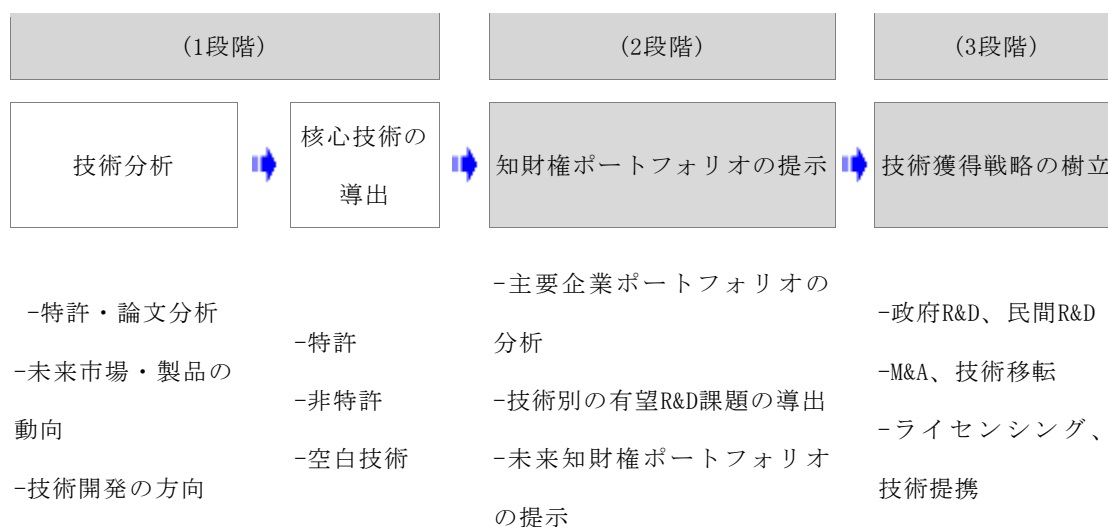 (1段階)
(2段階)
(3段階)
技術分析
核心技術の
導出
知財権ポートフォリオの提示
技術獲得戦略の樹立
-特許・論文分析
-未来市場・製品の
動向
-技術開発の方向
-特許
-非特許
-空白技術
-主要企業ポートフォリオの
分析
-技術別の有望R&D課題の導出
-未来知財権ポートフォリオ
の提示
-政府R&D、民間R&D
-M&A、技術移転
-ライセンシング、
技術提携